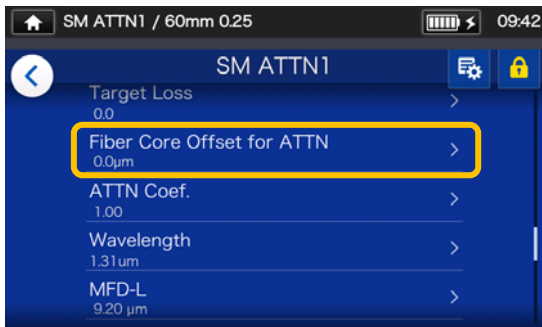 SM ATTN1 / 60mm 0.25
09:42
SM ATTN1
Target Loss
0.0
Fiber Core Offset for ATTN
0.0μm
ATTN Coef.
1.00
Wavelength
1.31um
MFD-L
9.20 μm